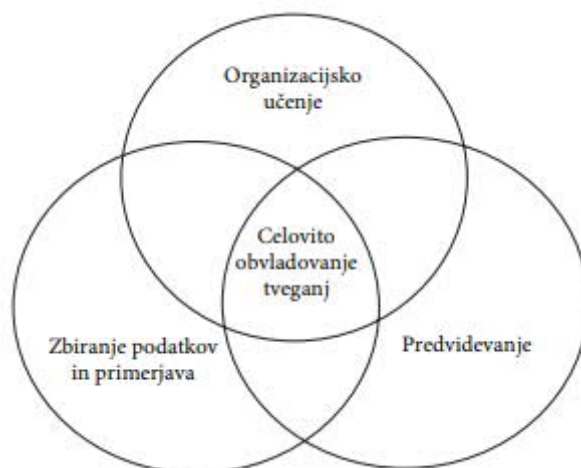 Organizacijsko
učenje
Celovito
obvladovanje
tveganj
Zbiranje podatkov
in primerjava
Predvidevanje